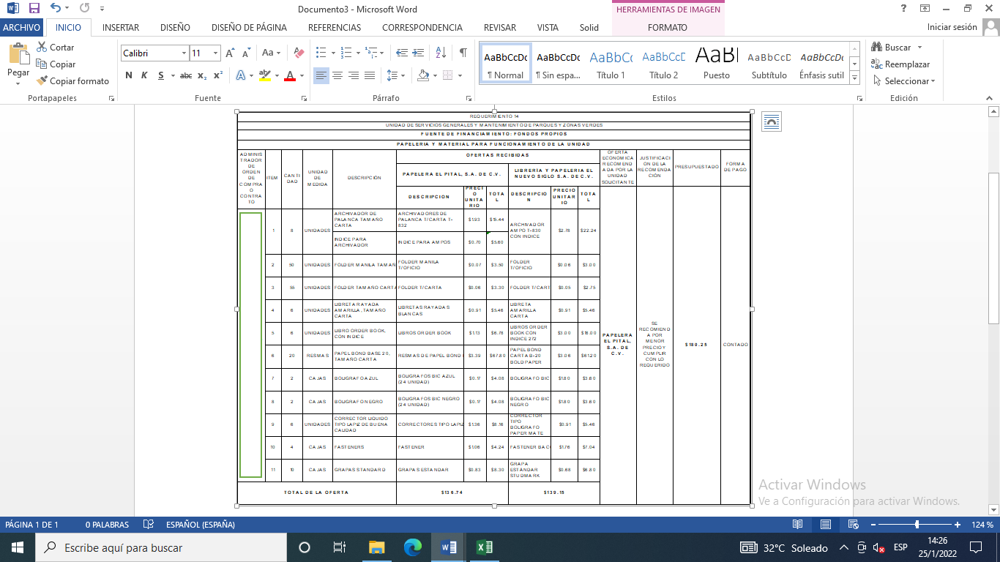 Documento3 - Microsoft Word
HERRAMIENTAS DE IMAGEN
ARCHIVO INICIO INSERTAR DISEÑO DISEÑO DE PÁGINA REFERENCIAS CORRESPONDENCIA REVISAR VISTA Solid FORMATO
Iniciar sesión
Pegar
Cortar
Copiar
Copiar formato
Calibri 11
N K S abc x₂ x²
AaBbCcDc AaBbCcDc AaBbCc AaBbCcD AaBl AaBbCcD AaBbCcDc
¶ Normal ¶ Sin espa... Título 1 Título 2 Puesto Subtítulo Énfasis sutil
Buscar
Reemplazar
Seleccionar
Portapapeles Fuente Párrafo Estilos Edición
REQUERIMIENTO 14
UNIDAD DE SERVICIOS GENERALES Y MANTENIMIENTO DE PARQUES Y ZONAS VERDES
FUENTE DE FINANCIAMIENTO: FONDOS PROPIOS
PAPELERIA Y MATERIAL PARA FUNCIONAMIENTO DE LA UNIDAD
ADMINISTRADOR DE ORDEN DE COMPRA O CONTRATO
ITEM
CANTIDAD
UNIDAD DE MEDIDA
DESCRIPCIÓN
OFERTAS RECIBIDAS
PAPELERA EL PITAL, S.A. DE C.V.
LIBRERÍA Y PAPELERIA EL NUEVO SIGLO S.A. DE C.V.
DESCRIPCION PRECIO UNITARIO TOTAL DESCRIPCION PRECIO UNITARIO TOTAL
OFERTA ECONOMICA RECOMENDADA POR LA UNIDAD SOLICITANTE
JUSTIFICACION DE LA RECOMENDACIÓN
PRESUPUESTADO
FORMA DE PAGO
1 8 UNIDADES ARCHIVADOR DE PALANCA TAMAÑO CARTA ARCHIVADORES DE PALANCA T/CARTA T-832 $1.93 $15.44 ARCHIVADOR AMPO T-830 CON INDICE $2.78 $22.24
INDICE PARA ARCHIVADOR INDICE PARA AMPOS $0.70 $5.60
2 50 UNIDADES FOLDER MANILA TAMAÑ FOLDER MANILA T/OFICIO $0.07 $3.50 FOLDER T/OFICIO $0.06 $3.00
3 55 UNIDADES FOLDER TAMAÑO CARTA FOLDER T/CARTA $0.06 $3.30 FOLDER T/CART $0.05 $2.75
4 6 UNIDADES LIBRETA RAYADA AMARILLA, TAMAÑO CARTA LIBRETAS RAYADAS BLANCAS $0.91 $5.46 LIBRETA AMARILLA CARTA $0.91 $5.46
5 6 UNIDADES LIBRO ORDER BOOK, CON INDICE LIBROS ORDER BOOK $1.13 $6.78 LIBROS ORDER BOOK CON INDICE 272 $3.00 $18.00
6 20 RESMAS PAPEL BOND BASE 20, TAMAÑO CARTA RESMAS DE PAPEL BOND $3.39 $67.80 PAPEL BOND CARTA B-20 BOLD PAPER $3.06 $61.20
7 2 CAJAS BOLIGRAFO AZUL BOLIGRAFOS BIC AZUL (24 UNIDAD) $0.17 $4.08 BOLIGRAFO BIC $1.80 $3.60
8 2 CAJAS BOLIGRAFO NEGRO BOLIGRAFOS BIC NEGRO (24 UNIDAD) $0.17 $4.08 BOLIGRAFO BIC NEGRO $1.80 $3.60
9 6 UNIDADES CORRECTOR LIQUIDO TIPO LAPIZ DE BUENA CALIDAD CORRECTORES TIPO LAPIZ $1.36 $8.16 CORRECTOR TIPO BOLIGRAFO PAPER MATE $0.91 $5.46
10 4 CAJAS FASTENERS FASTENER $1.06 $4.24 FASTENER BACO $1.76 $7.04
11 10 CAJAS GRAPAS STANDARD GRAPAS ESTANDAR $0.83 $8.30 GRAPA ESTANDAR STUDMARK $0.68 $6.80
PAPELERA EL PITAL, S.A. DE C.V.
SE RECOMIENDA POR MENOR PRECIO Y CUMPLIR CON LO REQUERIDO
$180.25
CONTADO
TOTAL DE LA OFERTA $136.74 $139.15
Activar Windows
Ve a Configuración para activar Windows.
PÁGINA 1 DE 1 0 PALABRAS ESPAÑOL (ESPAÑA) 124 %
Escribe aquí para buscar
32°C Soleado ESP
14:26
25/1/2022